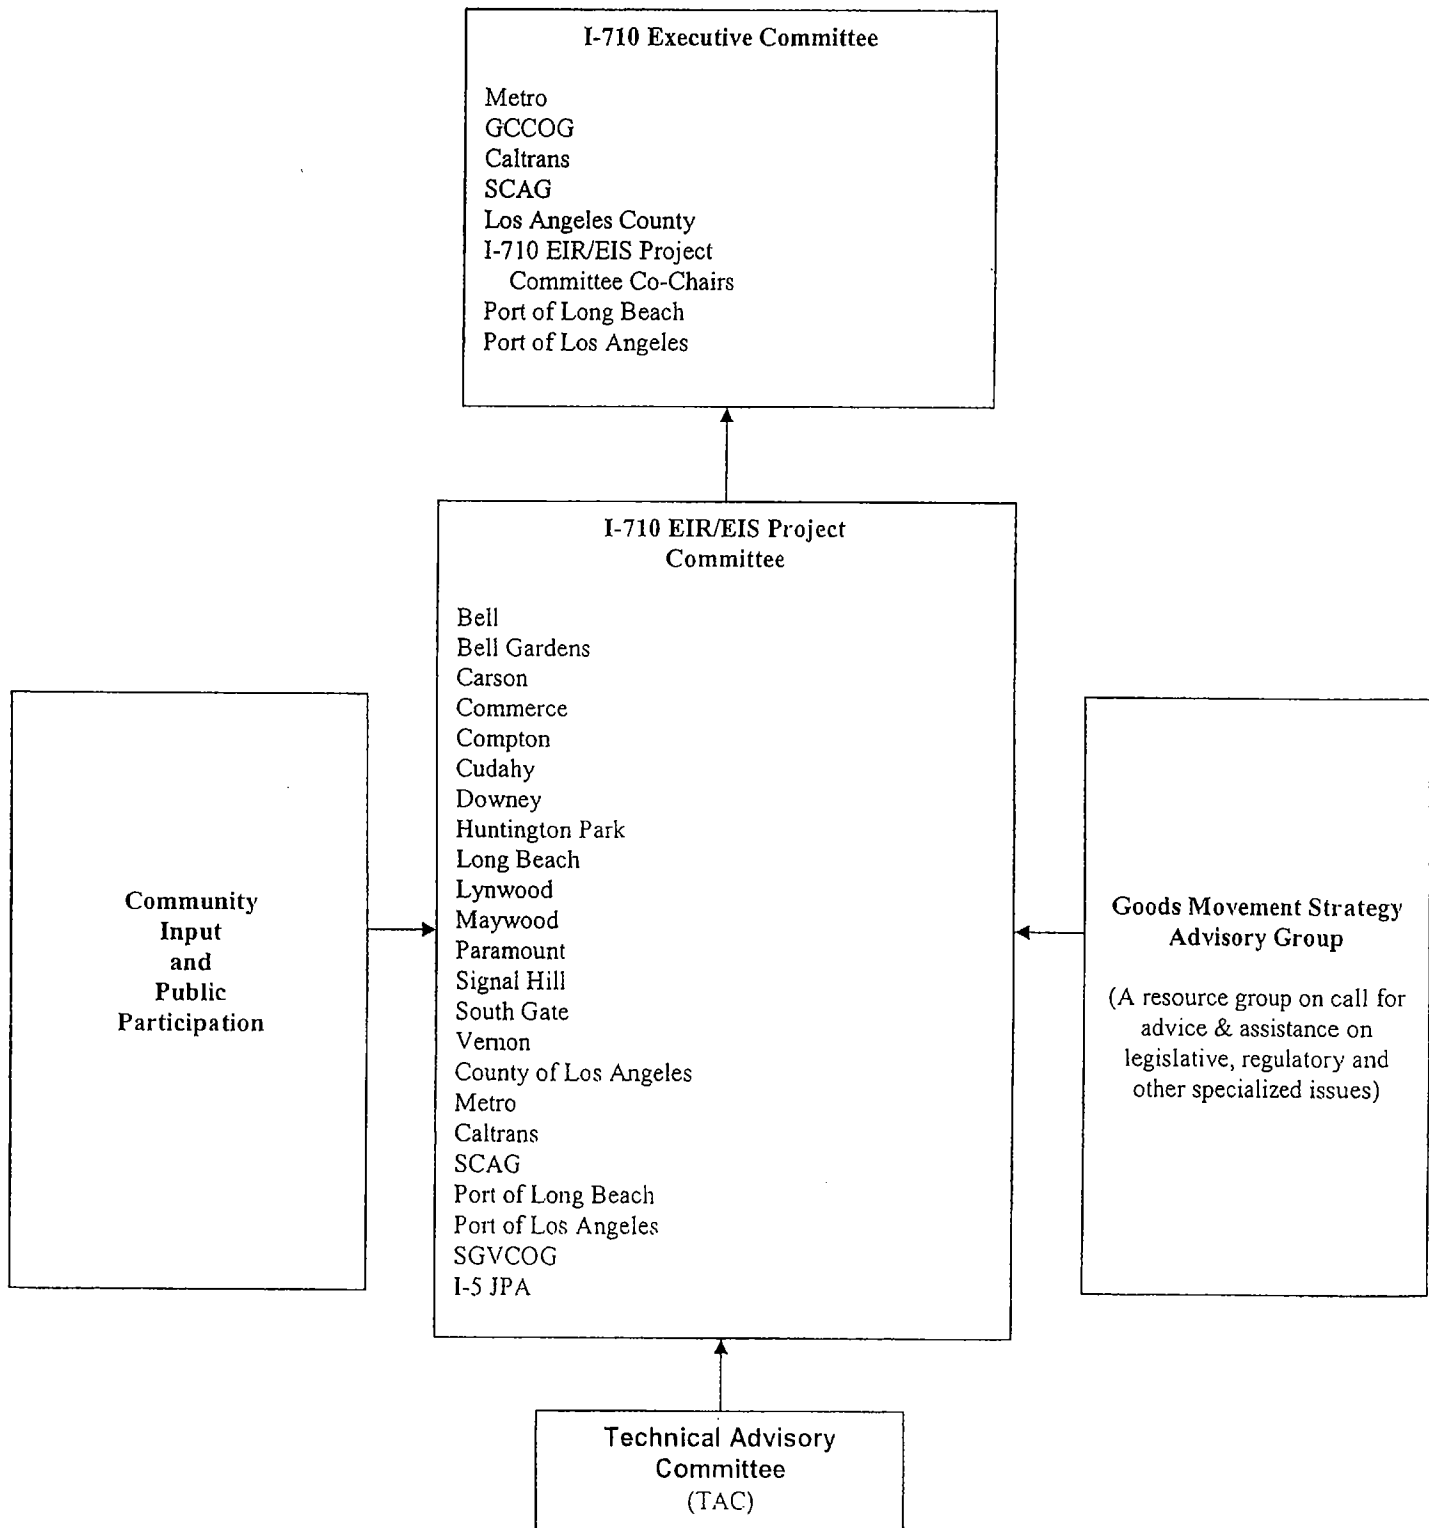 I-710 Executive Committee
Metro
GCCOG
Caltrans
SCAG
Los Angeles County
I-710 EIR/EIS Project
Committee Co-Chairs
Port of Long Beach
Port of Los Angeles
I-710 EIR/EIS Project
Committee
Bell
Bell Gardens
Carson
Commerce
Compton
Cudahy
Downey
Huntington Park
Long Beach
Lynwood
Maywood
Paramount
Signal Hill
South Gate
Vernon
County of Los Angeles
Metro
Caltrans
SCAG
Port of Long Beach
Port of Los Angeles
SGVCOG
I-5 JPA
Community
Input
and
Public
Participation
Goods Movement Strategy
Advisory Group
(A resource group on call for
advice & assistance on
legislative, regulatory and
other specialized issues)
Technical Advisory
Committee
(TAC)